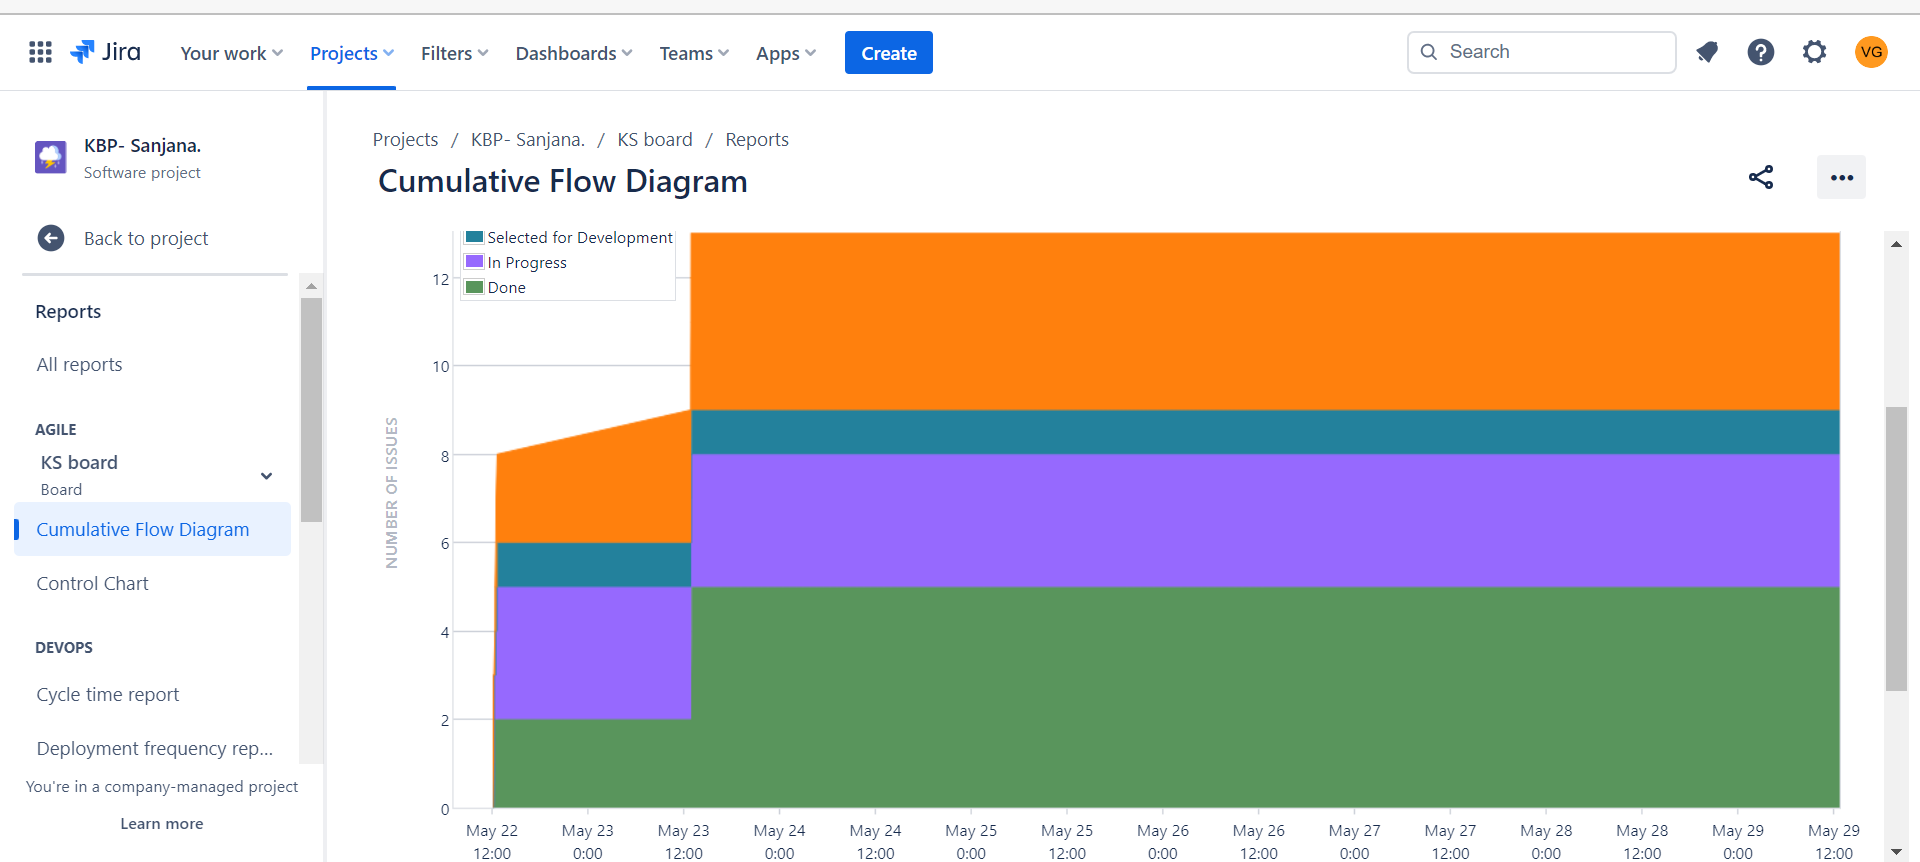 Jira
Your work
Projects
Filters
Dashboards
Teams
Apps
Create
Search
VG
KBP- Sanjana.
Software project
Back to project
Reports
All reports
AGILE
KS board
Board
Cumulative Flow Diagram
Control Chart
DEVOPS
Cycle time report
Deployment frequency rep...
You're in a company-managed project
Learn more
Projects / KBP- Sanjana. / KS board / Reports
Cumulative Flow Diagram
Selected for Development
In Progress
Done
NUMBER OF ISSUES
12
10
8
6
4
2
0
May 22 May 23 May 23 May 24 May 24 May 25 May 25 May 26 May 26 May 27 May 27 May 28 May 28 May 29 May 29
12:00 0:00 12:00 0:00 12:00 0:00 12:00 0:00 12:00 0:00 12:00 0:00 12:00 0:00 12:00